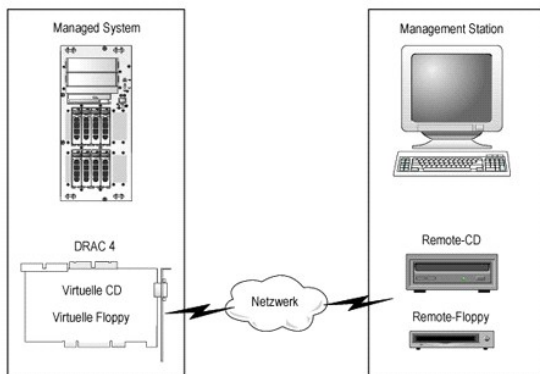 Managed System
DRAC 4
Virtuelle CD
Virtuelle Floppy
Netzwerk
Management Station
Remote-CD
Remote-Floppy